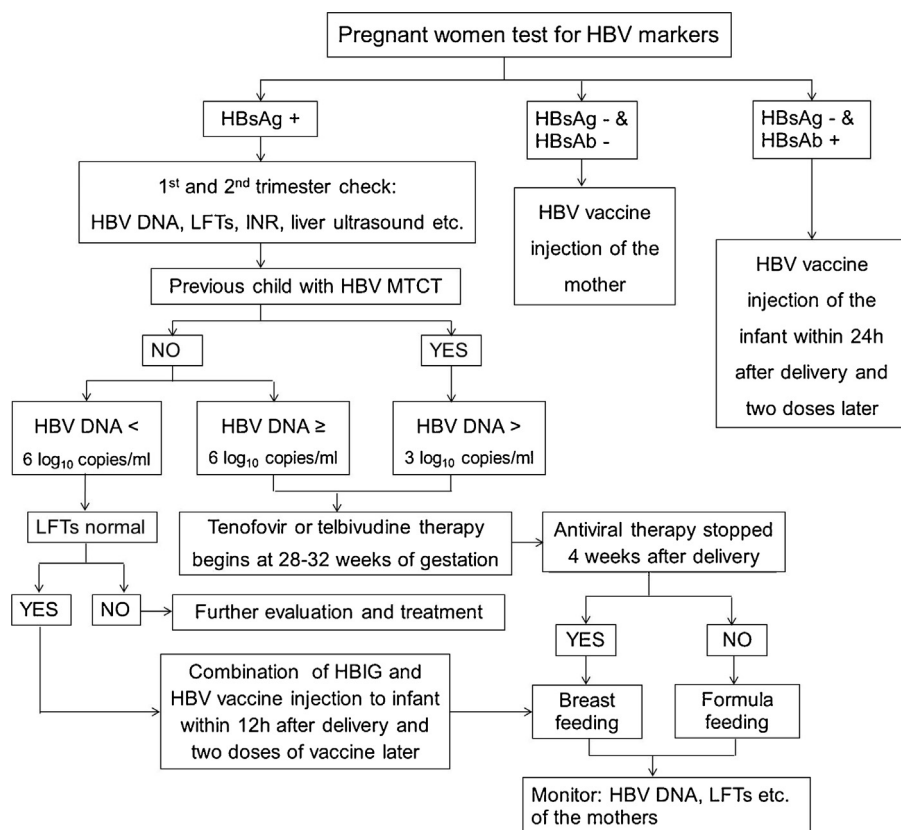 Pregnant women test for HBV markers
HBsAg +
HBsAg - &
HBsAb -
HBsAg - &
HBsAb +
1st and 2nd trimester check:
HBV DNA, LFTs, INR, liver ultrasound etc.
HBV vaccine
injection of the
mother
HBV vaccine
injection of the
infant within 24h
after delivery and
two doses later
Previous child with HBV MTCT
NO
YES
HBV DNA <
6 log10 copies/ml
HBV DNA ≥
6 log10 copies/ml
HBV DNA >
3 log10 copies/ml
LFTs normal
Tenofovir or telbivudine therapy
begins at 28-32 weeks of gestation
Antiviral therapy stopped
4 weeks after delivery
YES
NO
Further evaluation and treatment
YES
NO
Combination of HBIG and
HBV vaccine injection to infant
within 12h after delivery and
two doses of vaccine later
Breast
feeding
Formula
feeding
Monitor: HBV DNA, LFTs etc.
of the mothers